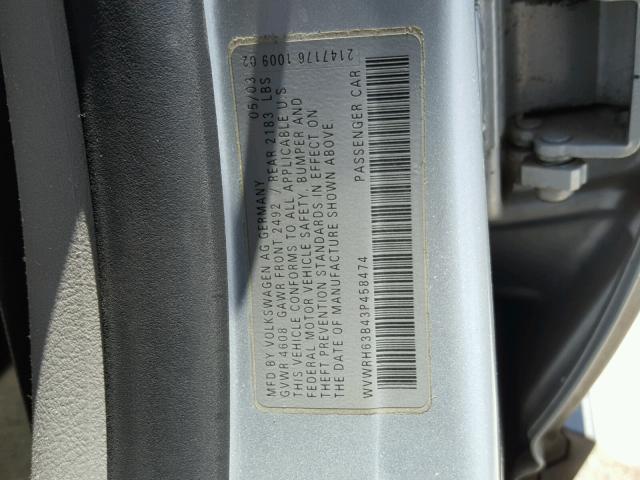 MFD BY VOLKSWAGEN AG GERMANY 05/03
GVWR 4608 GAWR FRONT 2492 / REAR 2183 LBS
THIS VEHICLE CONFORMS TO ALL APPLICABLE U.S
FEDERAL MOTOR VEHICLE SAFETY, BUMPER AND
THEFT PREVENTION STANDARDS IN EFFECT ON
THE DATE OF MANUFACTURE SHOWN ABOVE.
WVWRH63B43P458474 PASSENGER CAR
2147176 1009 02